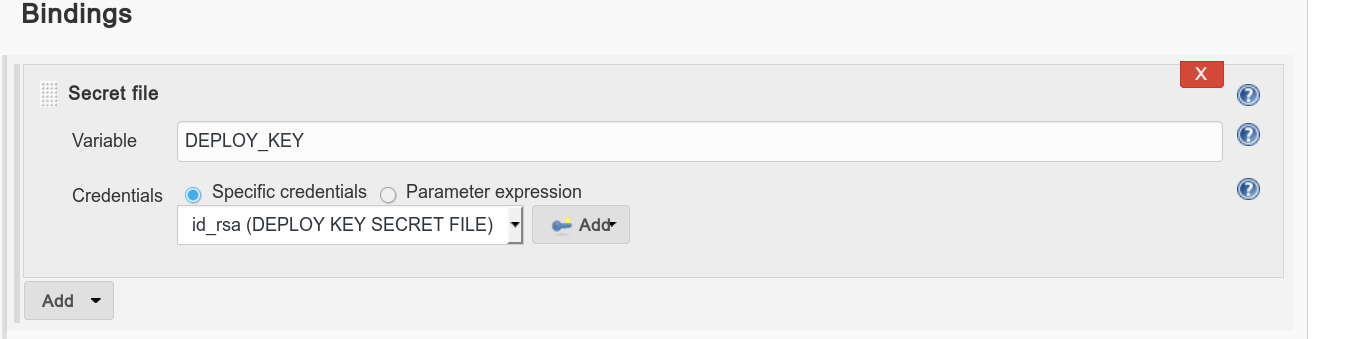 Bindings
X
Secret file
?
Variable DEPLOY_KEY
?
Credentials Specific credentials Parameter expression
?
id_rsa (DEPLOY KEY SECRET FILE) Add
Add